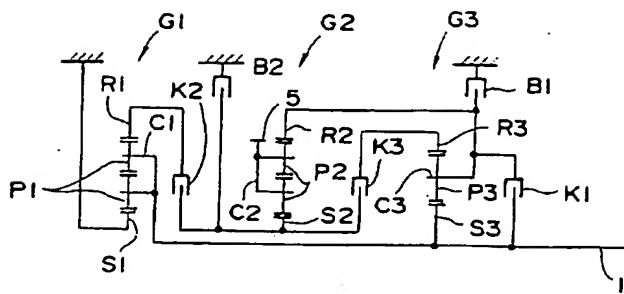 G1 G2 G3
B2 B1
R1 K2 5
C1 R2 R3
P1 P2 K3 P3 K1
C2 C3
S1 S2 S3
1